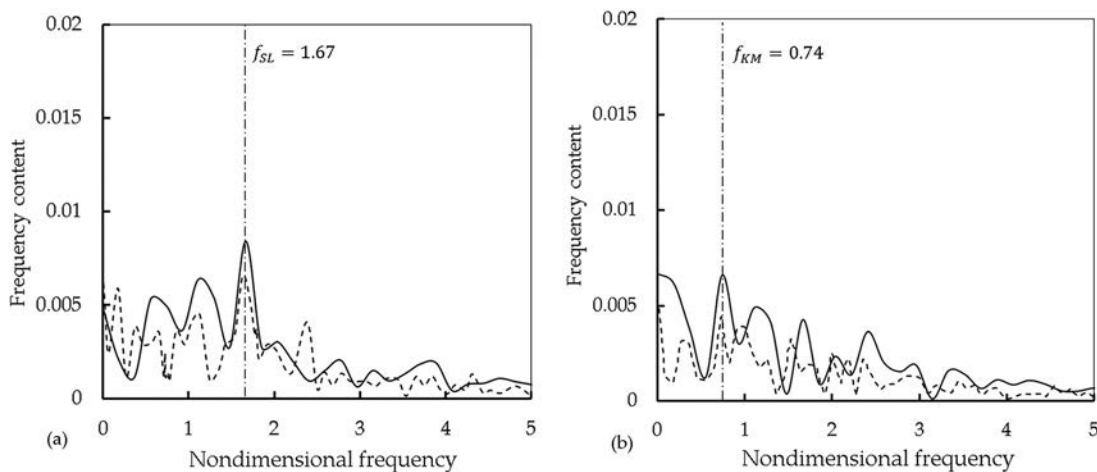 0.02
0.015
0.01
0.005
0
Frequency content
f_SL = 1.67
0 1 2 3 4 5
(a)
Nondimensional frequency
0.02
0.015
0.01
0.005
0
Frequency content
f_KM = 0.74
0 1 2 3 4 5
(b)
Nondimensional frequency